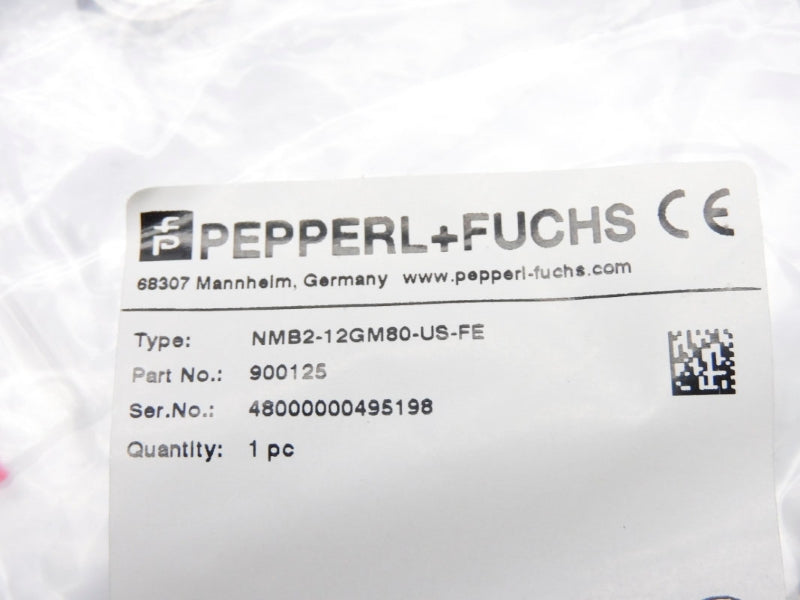 PEPPERL+FUCHS CE
68307 Mannheim, Germany www.pepperl-fuchs.com
Type: NMB2-12GM80-US-FE
Part No.: 900125
Ser.No.: 48000000495198
Quantity: 1 pc